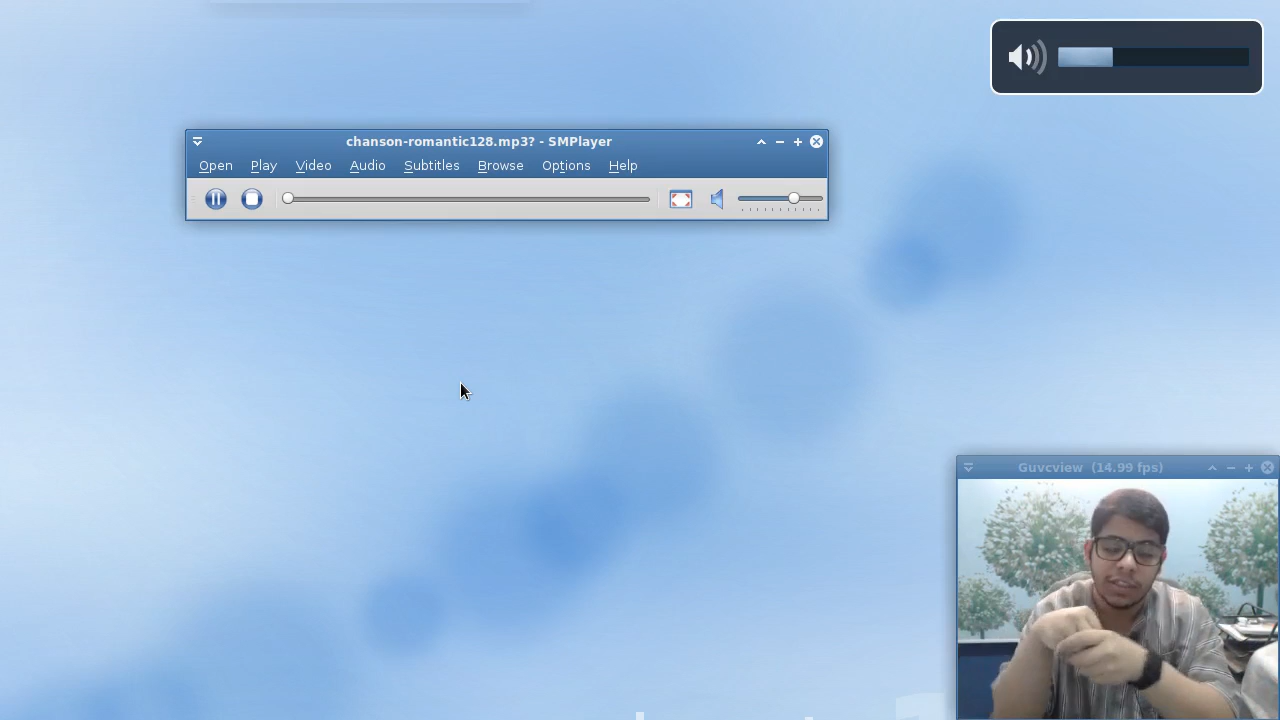 chanson-romantic128.mp3? - SMPlayer
Open Play Video Audio Subtitles Browse Options Help
Guvcview (14.99 fps)